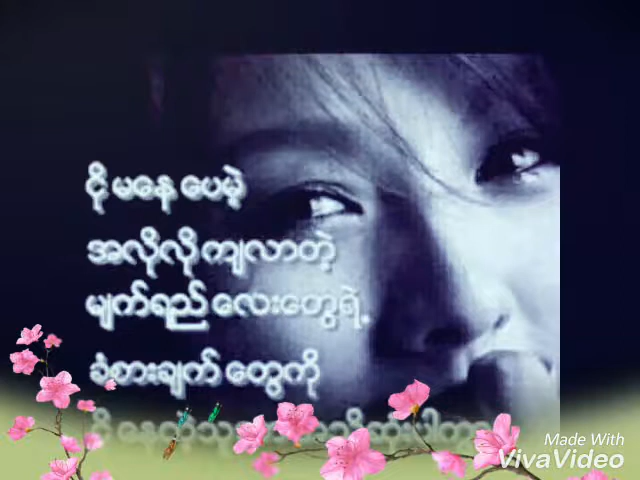 ငို မနေ ပေမဲ့
အလိုလို ကျလာတဲ့
မျက်ရည် လေးတွေရဲ့
ခံစားချက် တွေကို
Made With
VivaVideo